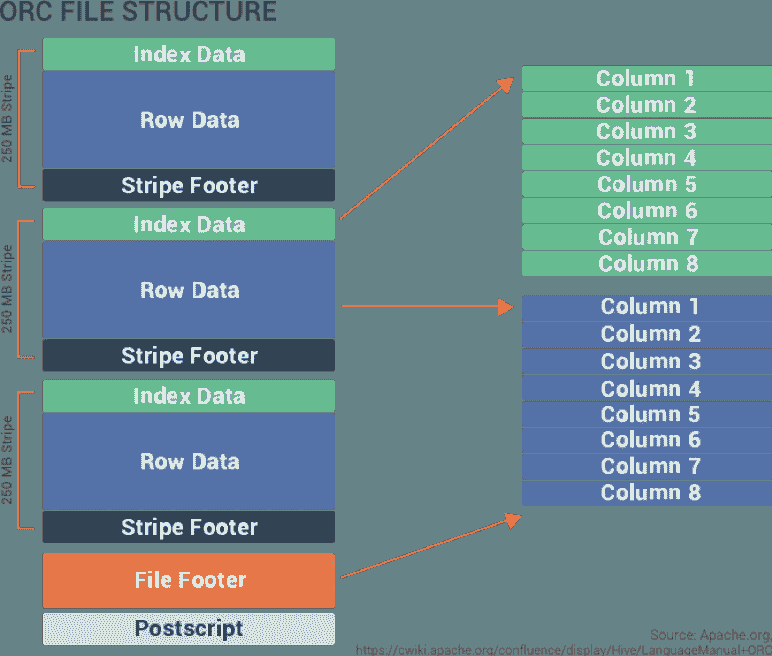 ORC FILE STRUCTURE
250 MB Stripe
Index Data
Row Data
Stripe Footer
250 MB Stripe
Index Data
Row Data
Stripe Footer
250 MB Stripe
Index Data
Row Data
Stripe Footer
File Footer
Postscript
Column 1
Column 2
Column 3
Column 4
Column 5
Column 6
Column 7
Column 8
Column 1
Column 2
Column 3
Column 4
Column 5
Column 6
Column 7
Column 8
Source: Apache.org,
https://cwiki.apache.org/confluence/display/Hive/LanguageManual+ORC